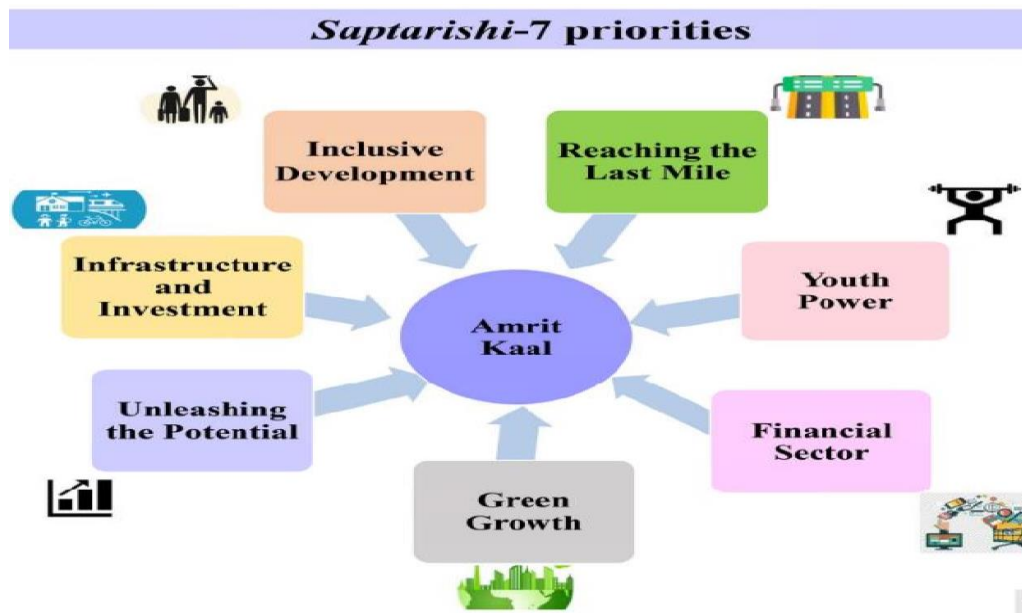 Saptarishi-7 priorities
Inclusive
Development
Reaching the
Last Mile
Infrastructure
and
Investment
Youth
Power
Amrit
Kaal
Unleashing
the Potential
Financial
Sector
Green
Growth